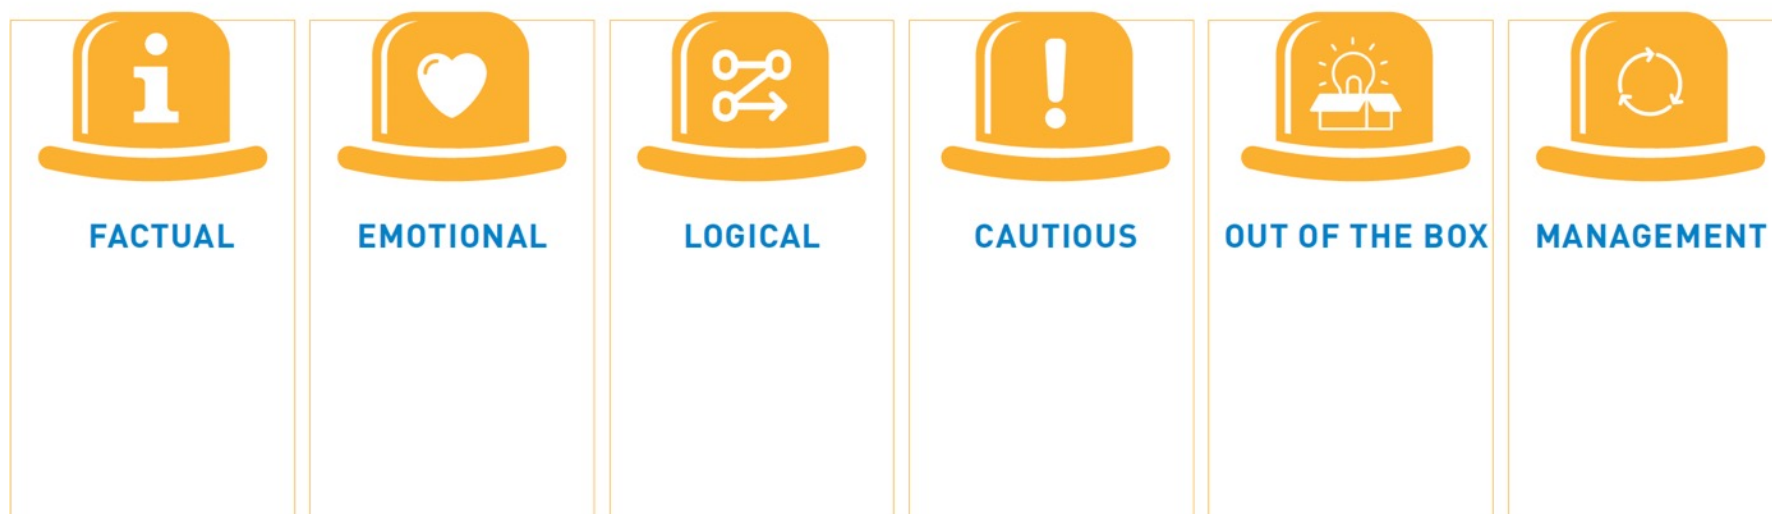 FACTUAL
EMOTIONAL
LOGICAL
CAUTIOUS
OUT OF THE BOX
MANAGEMENT